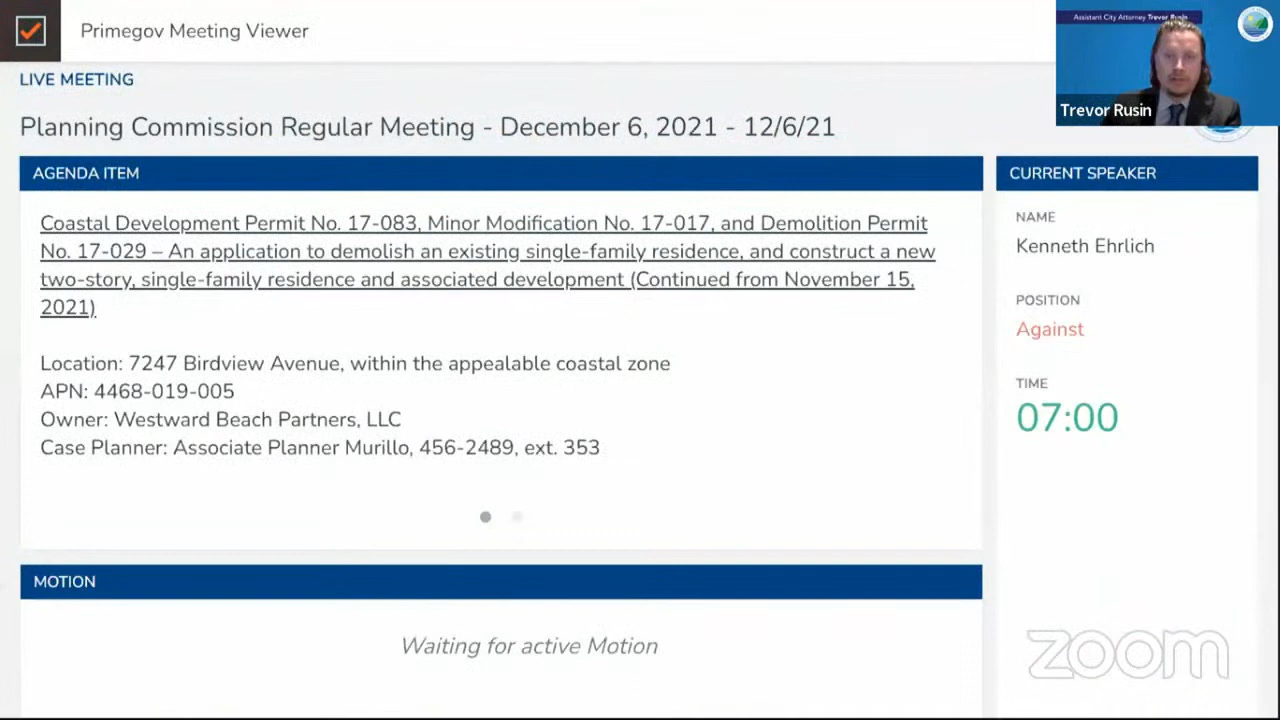 Primegov Meeting Viewer
Assistant City Attorney Trevor Rusin
Trevor Rusin
LIVE MEETING
Planning Commission Regular Meeting - December 6, 2021 - 12/6/21
AGENDA ITEM
Coastal Development Permit No. 17-083, Minor Modification No. 17-017, and Demolition Permit
No. 17-029 – An application to demolish an existing single-family residence, and construct a new
two-story, single-family residence and associated development (Continued from November 15,
2021)
Location: 7247 Birdview Avenue, within the appealable coastal zone
APN: 4468-019-005
Owner: Westward Beach Partners, LLC
Case Planner: Associate Planner Murillo, 456-2489, ext. 353
MOTION
Waiting for active Motion
CURRENT SPEAKER
NAME
Kenneth Ehrlich
POSITION
Against
TIME
07:00
zoom